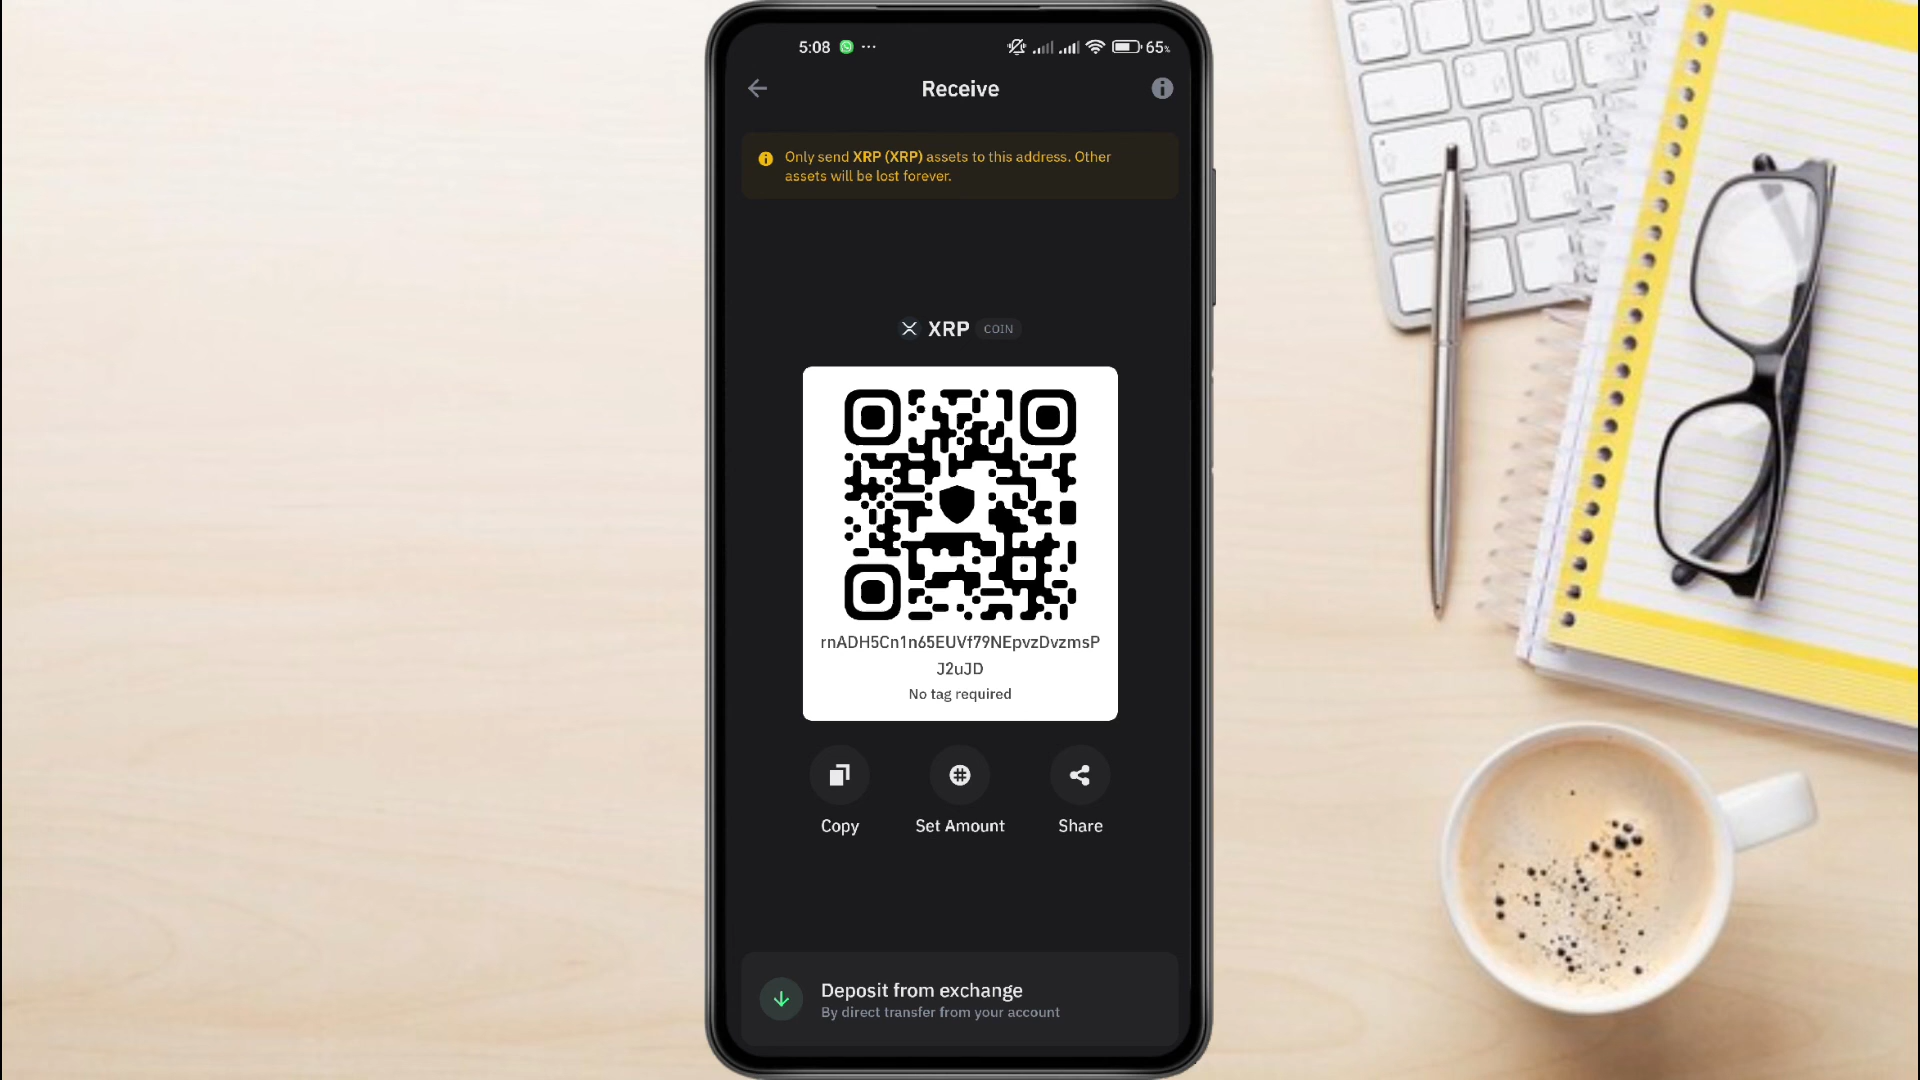 5:08
65%
Receive
Only send XRP (XRP) assets to this address. Other
assets will be lost forever.
XRP COIN
rnADH5Cn1n65EUVf79NEpvzDvzmsP
J2uJD
No tag required
Copy
Set Amount
Share
Deposit from exchange
By direct transfer from your account